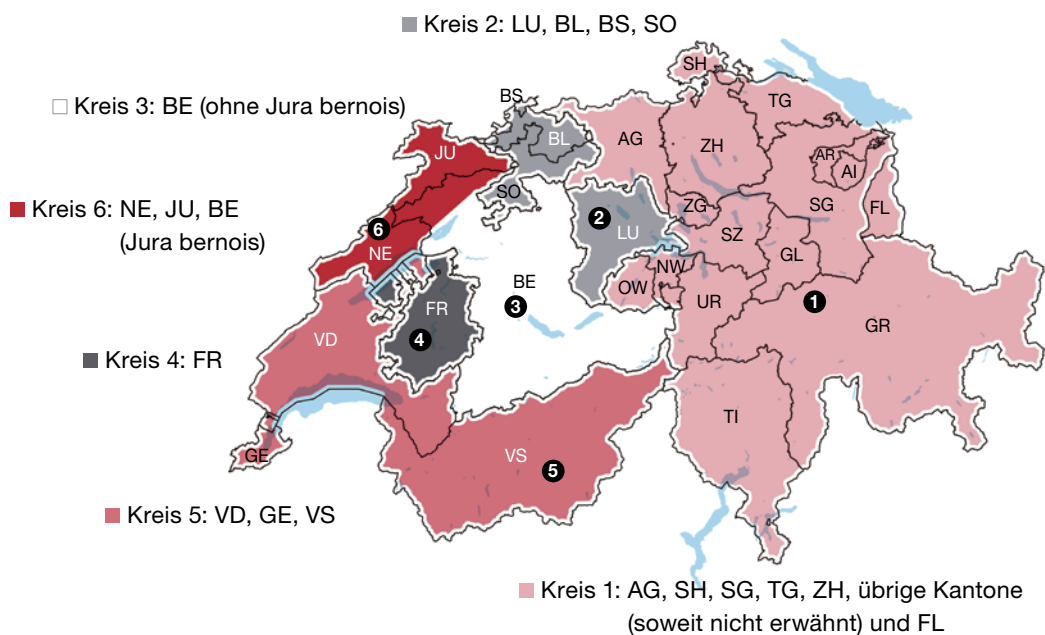 Kreis 2: LU, BL, BS, SO
SH
BS
TG
Kreis 3: BE (ohne Jura bernois)
AG
ZH
BL
JU
AR
AI
SO
ZG
SG
FL
Kreis 6: NE, JU, BE
(Jura bernois)
2
LU
SZ
6
NE
GL
NW
OW
BE
UR
3
1
FR
GR
VD
4
Kreis 4: FR
TI
GE
VS
5
Kreis 5: VD, GE, VS
Kreis 1: AG, SH, SG, TG, ZH, übrige Kantone
(soweit nicht erwähnt) und FL